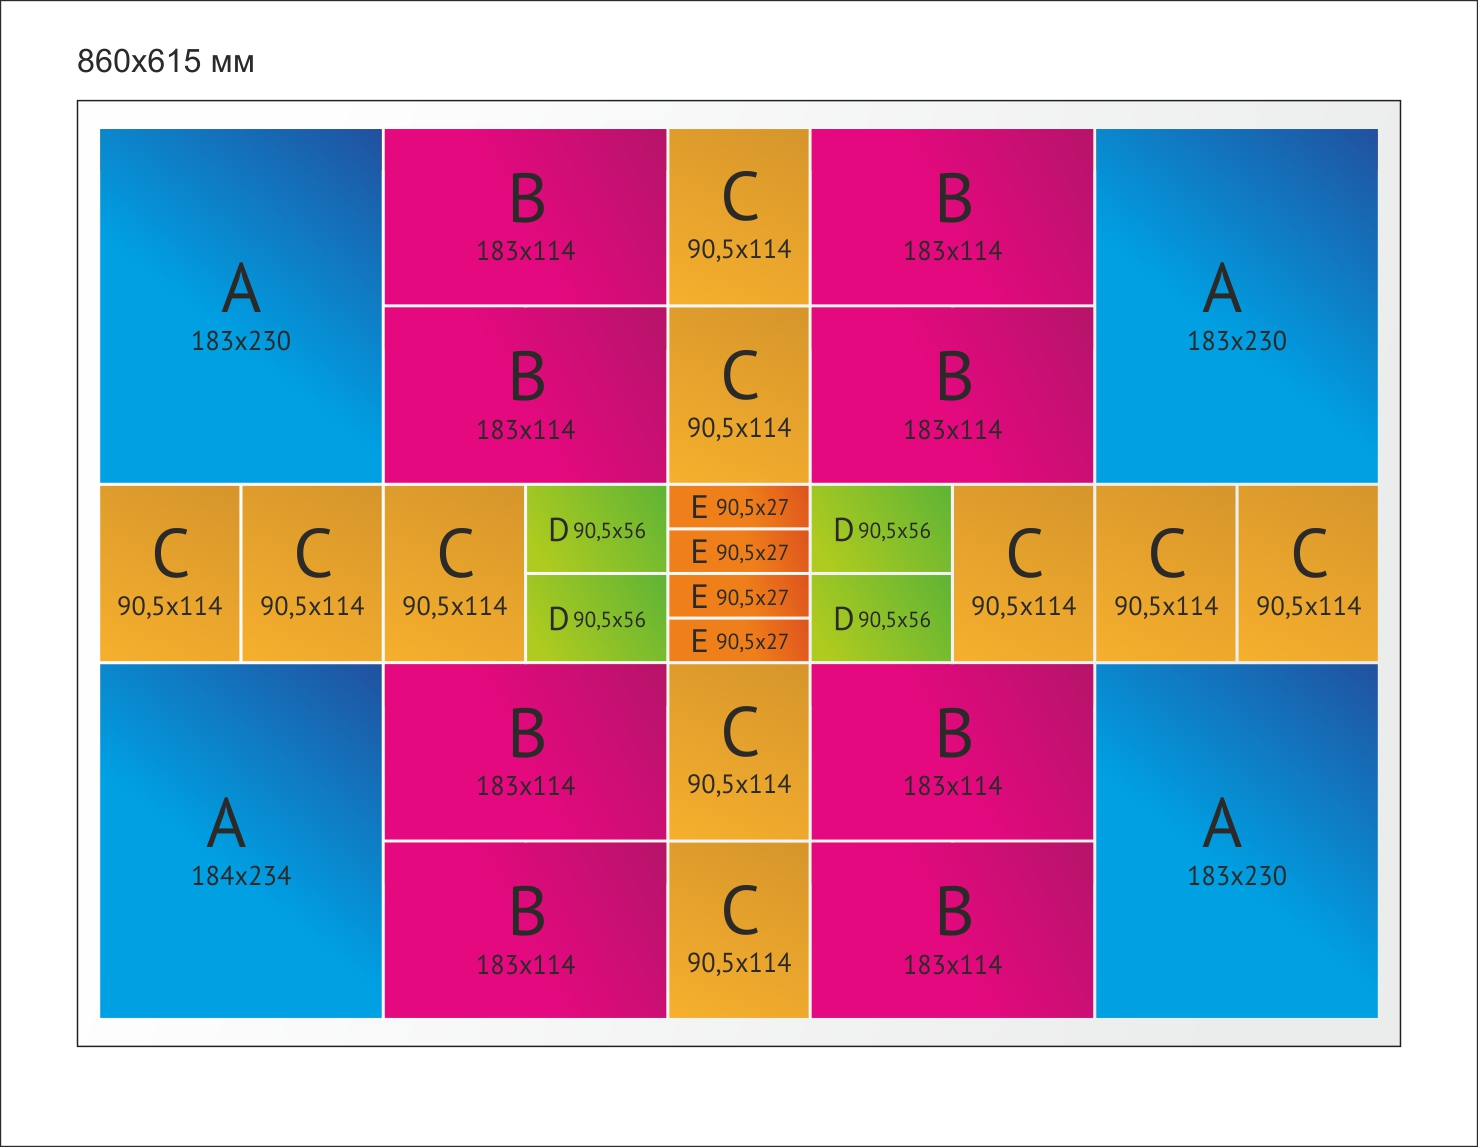 860x615 мм
A
183x230
B
183x114
C
90,5x114
B
183x114
A
183x230
B
183x114
C
90,5x114
B
183x114
C
90,5x114
C
90,5x114
C
90,5x114
D 90,5x56
D 90,5x56
E 90,5x27
E 90,5x27
E 90,5x27
E 90,5x27
D 90,5x56
D 90,5x56
C
90,5x114
C
90,5x114
C
90,5x114
A
184x234
B
183x114
C
90,5x114
B
183x114
A
183x230
B
183x114
C
90,5x114
B
183x114